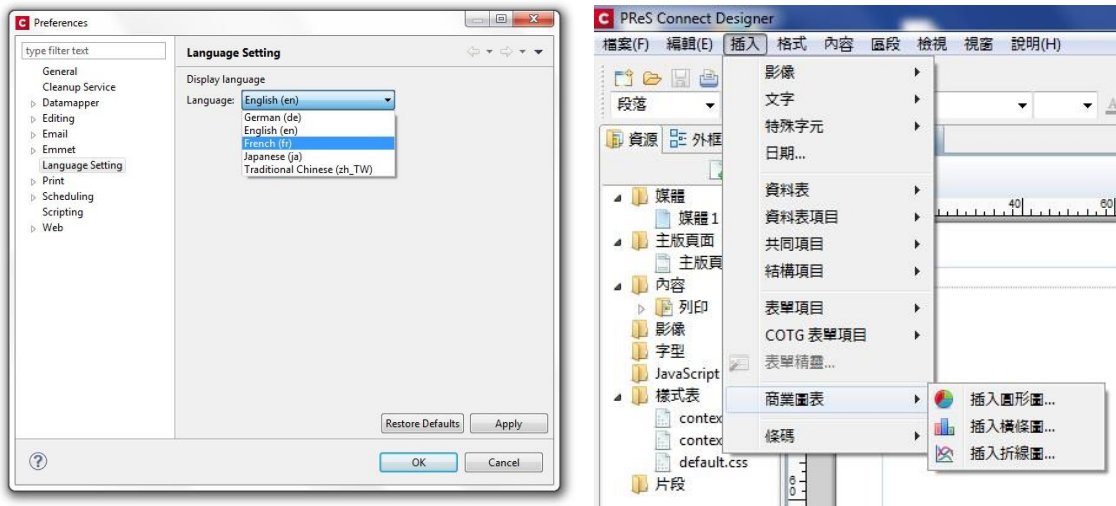 Preferences
type filter text
General
Cleanup Service
Datamapper
Editing
Email
Emmet
Language Setting
Print
Scheduling
Scripting
Web
Language Setting
Display language
Language: English (en)
German (de)
English (en)
French (fr)
Japanese (ja)
Traditional Chinese (zh_TW)
Restore Defaults Apply
OK Cancel
PReS Connect Designer
檔案(F) 編輯(E) 插入 格式 內容 區段 檢視 視窗 說明(H)
段落
資源 外框
媒體
媒體 1
主版頁面
主版頁
內容
列印
影像
字型
JavaScript
樣式表
contex
contex
default.css
片段
影像
文字
特殊字元
日期...
資料表
資料表項目
共同項目
結構項目
表單項目
COTG 表單項目
表單精靈...
商業圖表
條碼
插入圓形圖...
插入橫條圖...
插入折線圖...
40 60
6
0